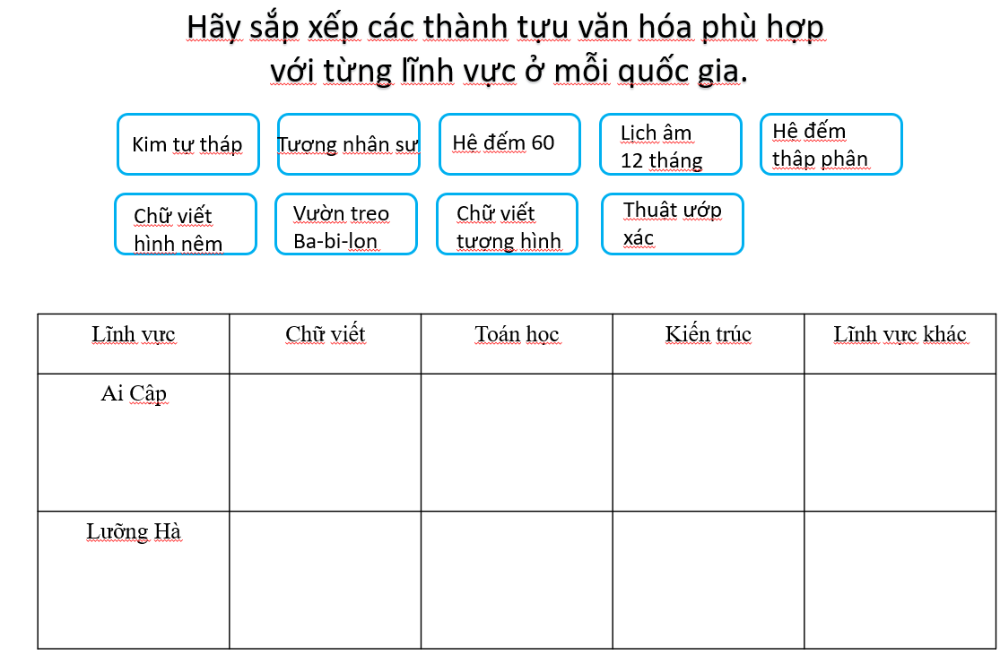 Hãy sắp xếp các thành tựu văn hóa phù hợp
với từng lĩnh vực ở mỗi quốc gia.
Kim tự tháp
Tượng nhân sư
Hệ đếm 60
Lịch âm
12 tháng
Hệ đếm
thập phân
Chữ viết
hình nêm
Vườn treo
Ba-bi-lon
Chữ viết
tượng hình
Thuật ướp
xác
Lĩnh vực
Chữ viết
Toán học
Kiến trúc
Lĩnh vực khác
Ai Cập
Lưỡng Hà